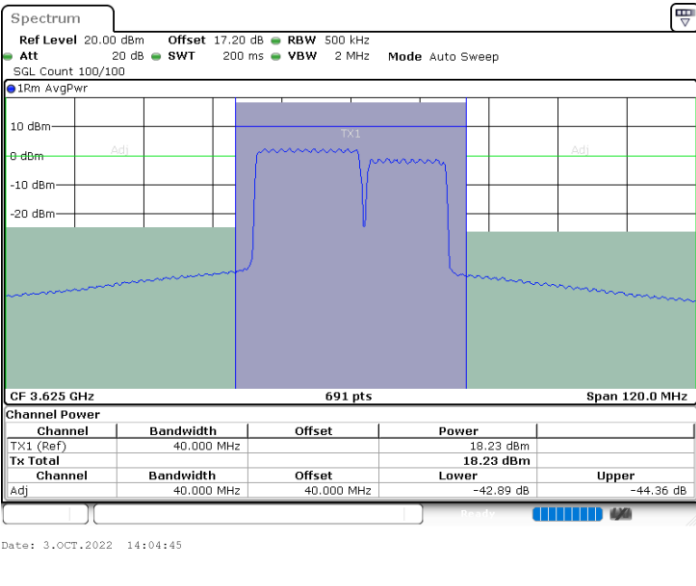 Spectrum
Ref Level 20.00 dBm Offset 17.20 dB RBW 500 kHz
Att 20 dB SWT 200 ms VBW 2 MHz Mode Auto Sweep
SGL Count 100/100
1Rm AvgPwr
10 dBm
TX1
Adj Adj
0 dBm
-10 dBm
-20 dBm
CF 3.625 GHz 691 pts Span 120.0 MHz
Channel Power
Channel Bandwidth Offset Power
TX1 (Ref) 40.000 MHz 18.23 dBm
Tx Total 18.23 dBm
Channel Bandwidth Offset Lower Upper
Adj 40.000 MHz 40.000 MHz -42.89 dB -44.36 dB
Ready
Date: 3.OCT.2022 14:04:45